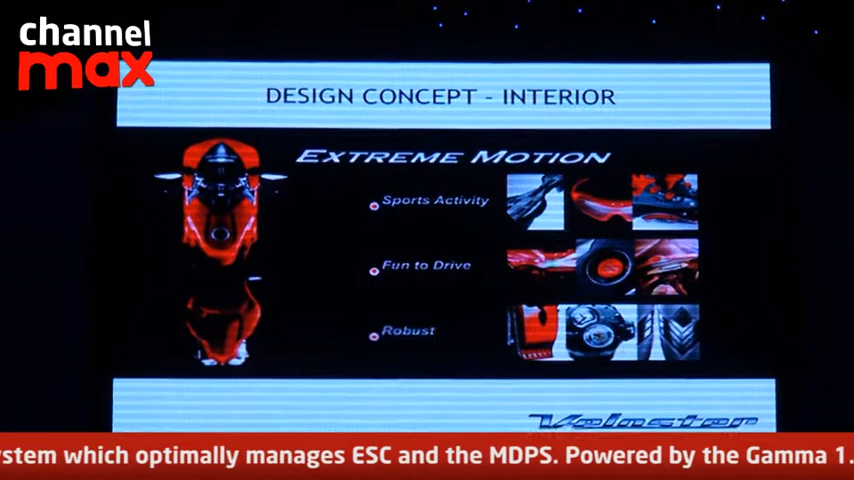 channel
max
DESIGN CONCEPT - INTERIOR
EXTREME MOTION
Sports Activity
Fun to Drive
Robust
Veloster
ystem which optimally manages ESC and the MDPS. Powered by the Gamma 1.